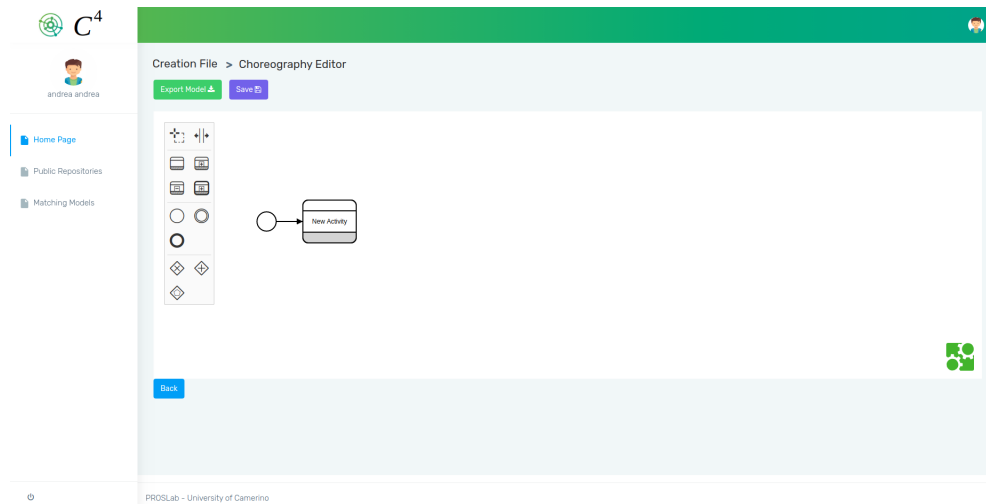 C4
andrea andrea
Home Page
Public Repositories
Matching Models
Creation File > Choreography Editor
Export Model
Save
New Activity
Back
PROSLab - University of Camerino